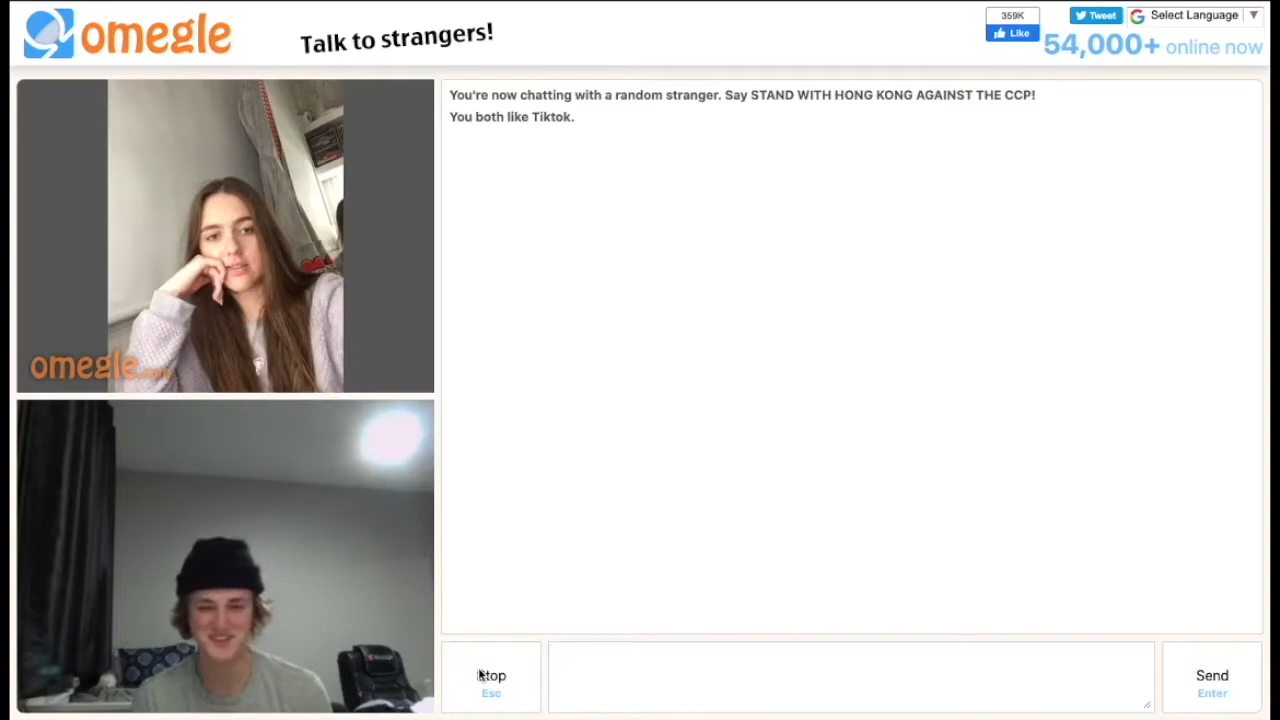 omegle
Talk to strangers!
359K
Like
Tweet
Select Language
54,000+ online now
You're now chatting with a random stranger. Say STAND WITH HONG KONG AGAINST THE CCP!
You both like Tiktok.
omegle
Stop
Esc
Send
Enter